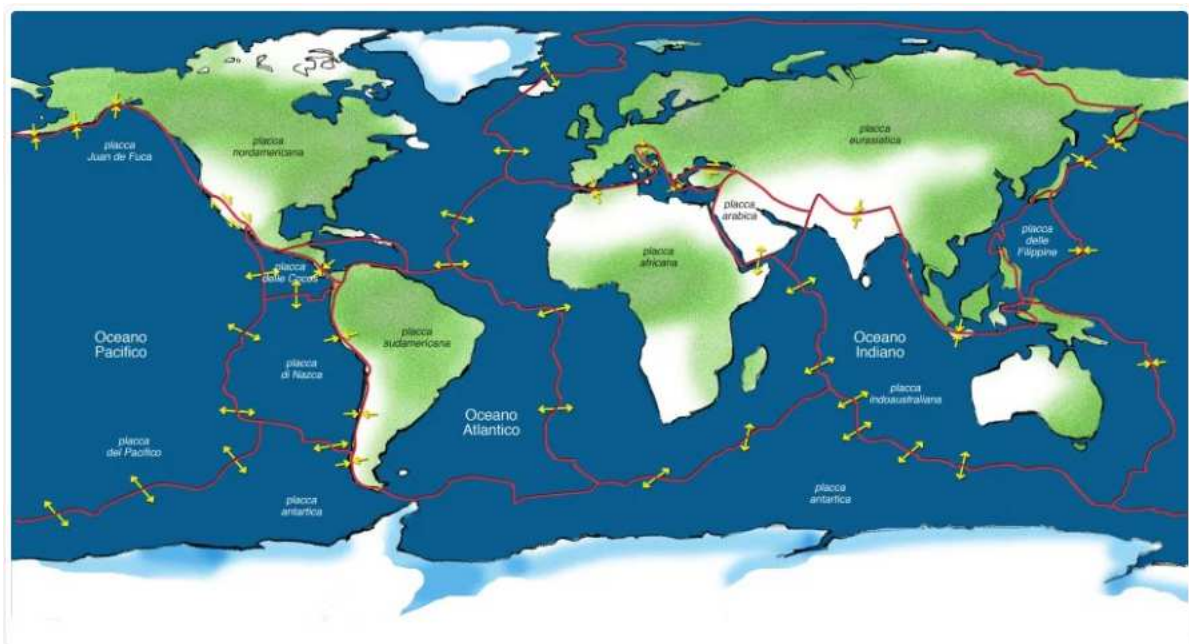 placca
Juan de Fuca
placca
nordamericana
placca
eurasiatica
placca
arabica
placca
delle
Filippine
placca
africana
placca
delle Cocos
Oceano
Pacifico
placca
sudamericana
placca
di Nazca
Oceano
Indiano
placca
indoaustraliana
Oceano
Atlantico
placca
del Pacifico
placca
antartica
placca
antartica